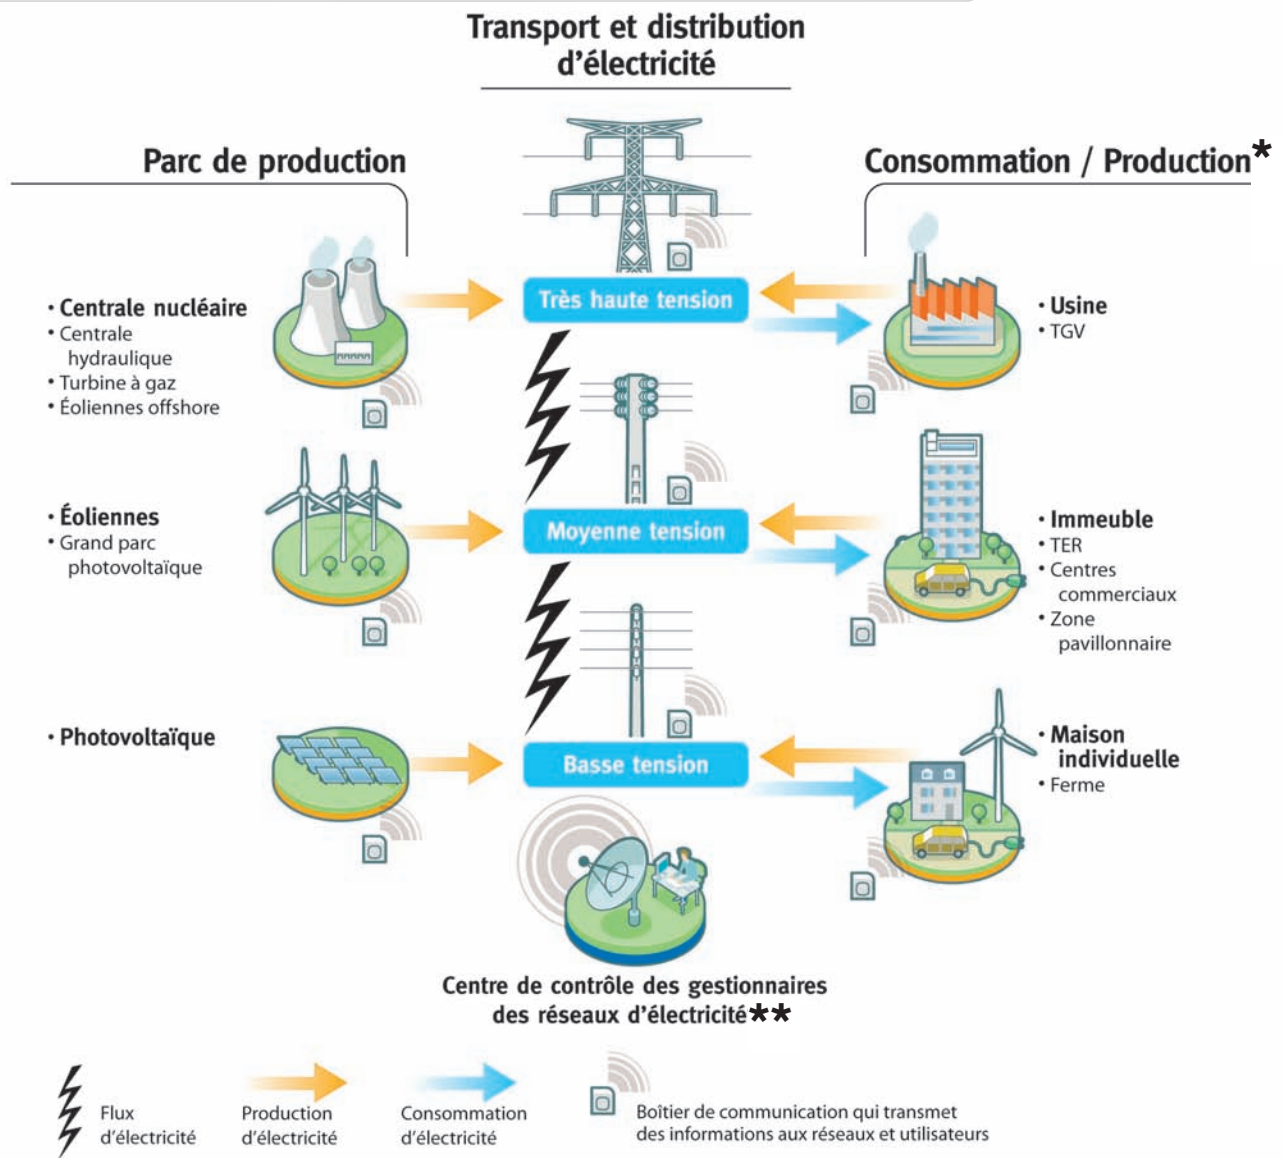 Transport et distribution
d'électricité
Parc de production
Consommation / Production*
Très haute tension
• Centrale nucléaire
• Centrale
hydraulique
• Turbine à gaz
• Éoliennes offshore
• Usine
• TGV
Moyenne tension
• Éoliennes
• Grand parc
photovoltaïque
• Immeuble
• TER
• Centres
commerciaux
• Zone
pavillonnaire
• Photovoltaïque
Basse tension
• Maison
individuelle
• Ferme
Centre de contrôle des gestionnaires
des réseaux d'électricité**
Flux
d'électricité
Production
d'électricité
Consommation
d'électricité
Boîtier de communication qui transmet
des informations aux réseaux et utilisateurs